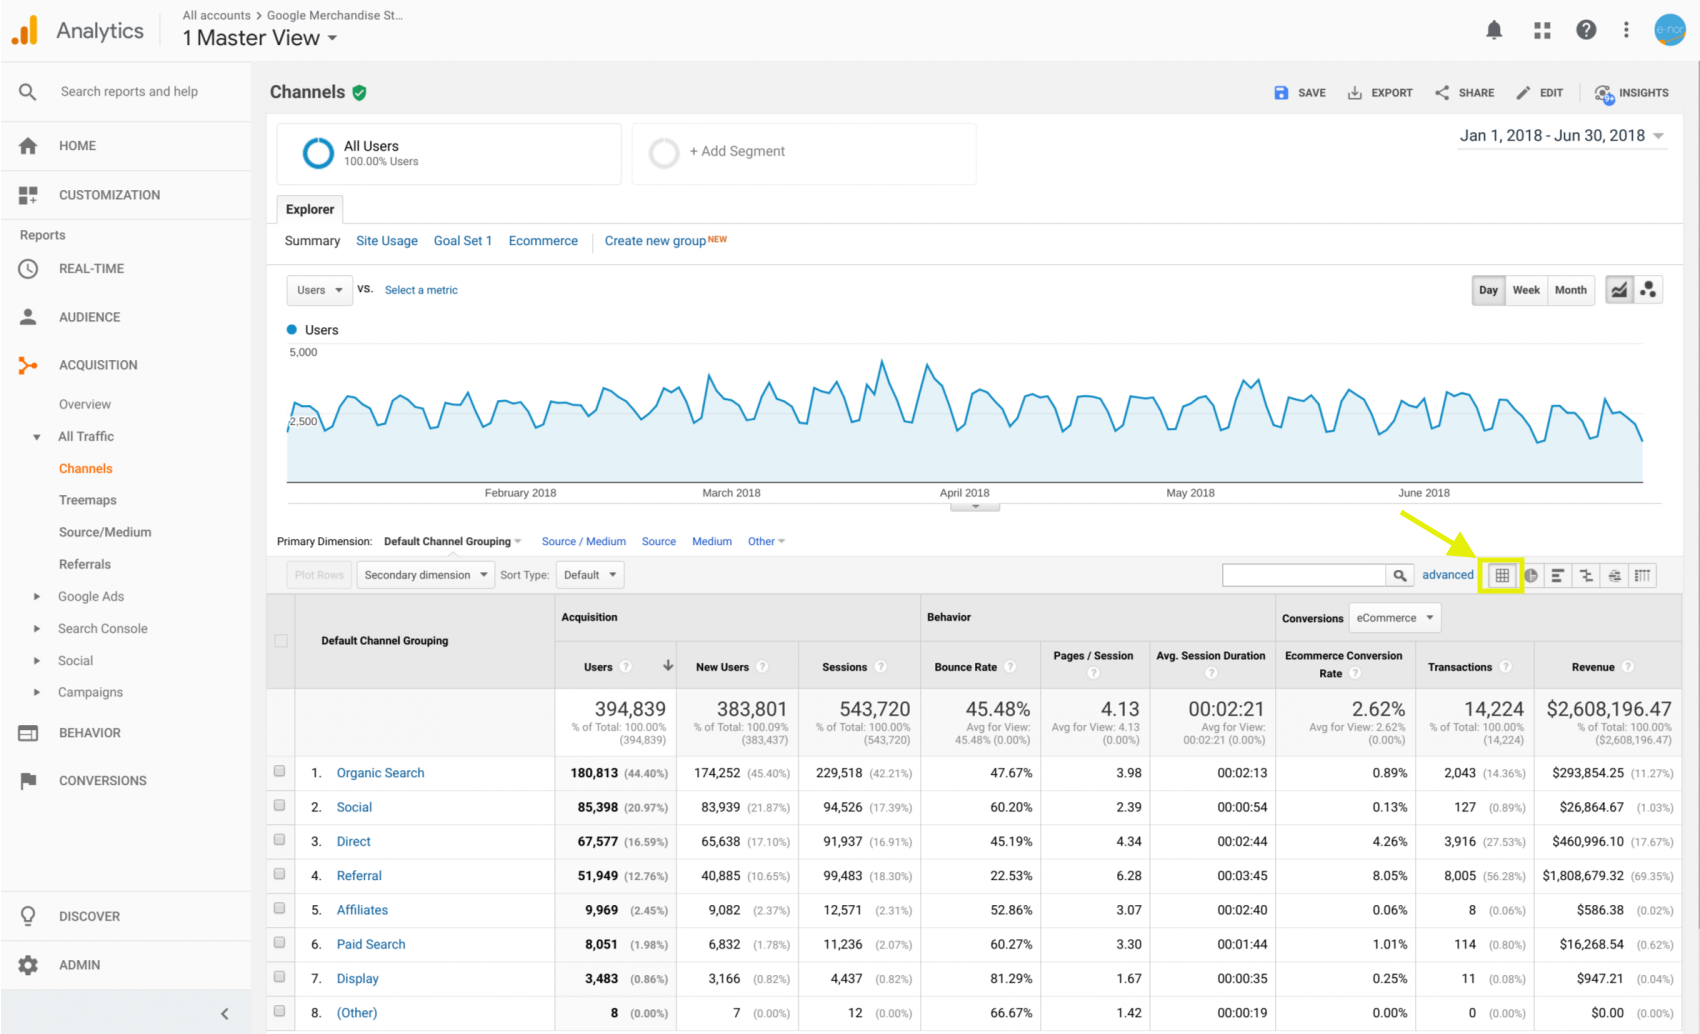 Analytics
All accounts > Google Merchandise St...
1 Master View
e-nor
Search reports and help
HOME
CUSTOMIZATION
Reports
REAL-TIME
AUDIENCE
ACQUISITION
Overview
All Traffic
Channels
Treemaps
Source/Medium
Referrals
Google Ads
Search Console
Social
Campaigns
BEHAVIOR
CONVERSIONS
DISCOVER
ADMIN
Channels
SAVE EXPORT SHARE EDIT 9+ INSIGHTS
All Users
100.00% Users
+ Add Segment
Jan 1, 2018 - Jun 30, 2018
Explorer
Summary Site Usage Goal Set 1 Ecommerce Create new group NEW
Users VS. Select a metric
Day Week Month
Users
5,000
2,500
February 2018 March 2018 April 2018 May 2018 June 2018
Primary Dimension: Default Channel Grouping Source / Medium Source Medium Other
Plot Rows Secondary dimension Sort Type: Default advanced
Default Channel Grouping
Acquisition Behavior Conversions eCommerce
Users ? New Users ? Sessions ? Bounce Rate ? Pages / Session ? Avg. Session Duration ? Ecommerce Conversion Rate ? Transactions ? Revenue ?
394,839 383,801 543,720 45.48% 4.13 00:02:21 2.62% 14,224 $2,608,196.47
% of Total: 100.00% % of Total: 100.09% % of Total: 100.00% Avg for View: Avg for View: 4.13 Avg for View: Avg for View: 2.62% % of Total: 100.00% % of Total: 100.00%
(394,839) (383,437) (543,720) 45.48% (0.00%) (0.00%) 00:02:21 (0.00%) (0.00%) (14,224) ($2,608,196.47)
1. Organic Search 180,813 (44.40%) 174,252 (45.40%) 229,518 (42.21%) 47.67% 3.98 00:02:13 0.89% 2,043 (14.36%) $293,854.25 (11.27%)
2. Social 85,398 (20.97%) 83,939 (21.87%) 94,526 (17.39%) 60.20% 2.39 00:00:54 0.13% 127 (0.89%) $26,864.67 (1.03%)
3. Direct 67,577 (16.59%) 65,638 (17.10%) 91,937 (16.91%) 45.19% 4.34 00:02:44 4.26% 3,916 (27.53%) $460,996.10 (17.67%)
4. Referral 51,949 (12.76%) 40,885 (10.65%) 99,483 (18.30%) 22.53% 6.28 00:03:45 8.05% 8,005 (56.28%) $1,808,679.32 (69.35%)
5. Affiliates 9,969 (2.45%) 9,082 (2.37%) 12,571 (2.31%) 52.86% 3.07 00:02:40 0.06% 8 (0.06%) $586.38 (0.02%)
6. Paid Search 8,051 (1.98%) 6,832 (1.78%) 11,236 (2.07%) 60.27% 3.30 00:01:44 1.01% 114 (0.80%) $16,268.54 (0.62%)
7. Display 3,483 (0.86%) 3,166 (0.82%) 4,437 (0.82%) 81.29% 1.67 00:00:35 0.25% 11 (0.08%) $947.21 (0.04%)
8. (Other) 8 (0.00%) 7 (0.00%) 12 (0.00%) 66.67% 1.42 00:00:19 0.00% 0 (0.00%) $0.00 (0.00%)